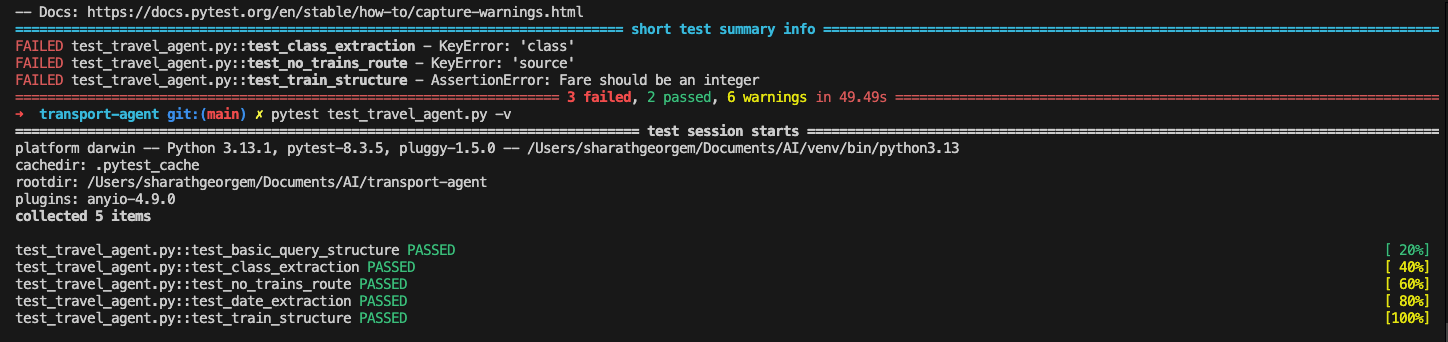 -- Docs: https://docs.pytest.org/en/stable/how-to/capture-warnings.html
short test summary info
FAILED test_travel_agent.py::test_class_extraction - KeyError: 'class'
FAILED test_travel_agent.py::test_no_trains_route - KeyError: 'source'
FAILED test_travel_agent.py::test_train_structure - AssertionError: Fare should be an integer
3 failed, 2 passed, 6 warnings in 49.49s
→ transport-agent git:(main) ✗ pytest test_travel_agent.py -v
test session starts
platform darwin -- Python 3.13.1, pytest-8.3.5, pluggy-1.5.0 -- /Users/sharathgeorgem/Documents/AI/venv/bin/python3.13
cachedir: .pytest_cache
rootdir: /Users/sharathgeorgem/Documents/AI/transport-agent
plugins: anyio-4.9.0
collected 5 items
test_travel_agent.py::test_basic_query_structure PASSED [ 20%]
test_travel_agent.py::test_class_extraction PASSED [ 40%]
test_travel_agent.py::test_no_trains_route PASSED [ 60%]
test_travel_agent.py::test_date_extraction PASSED [ 80%]
test_travel_agent.py::test_train_structure PASSED [100%]